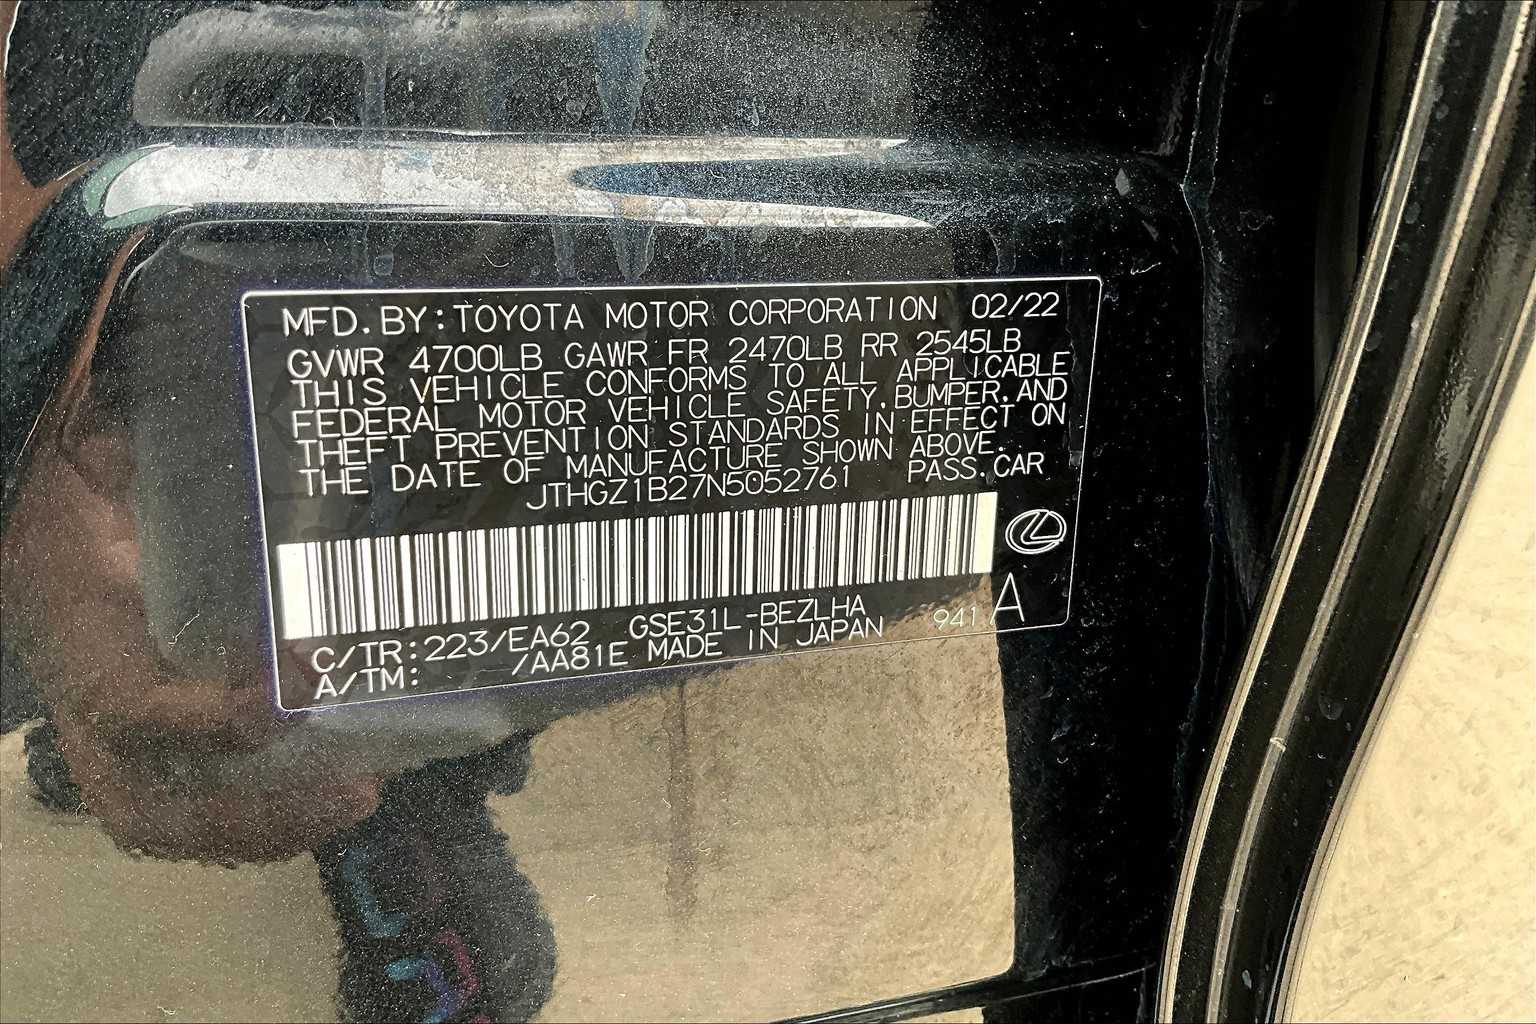 MFD. BY: TOYOTA MOTOR CORPORATION 02/22
GVWR 4700LB GAWR FR 2470LB RR 2545LB
THIS VEHICLE CONFORMS TO ALL APPLICABLE
FEDERAL MOTOR VEHICLE SAFETY, BUMPER, AND
THEFT PREVENTION STANDARDS IN EFFECT ON
THE DATE OF MANUFACTURE SHOWN ABOVE.
JTHGZ1B27N5052761 PASS. CAR
C/TR: 223/EA62 GSE31L-BEZLHA 941 A
A/TM: /AA81E MADE IN JAPAN